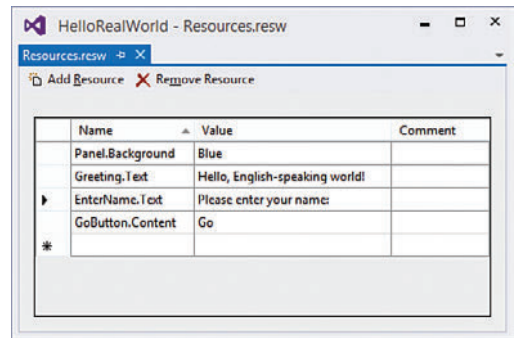 HelloRealWorld - Resources.resw
Resources.resw
Add Resource Remove Resource
Name Value Comment
Panel.Background Blue
Greeting.Text Hello, English-speaking world!
EnterName.Text Please enter your name:
GoButton.Content Go